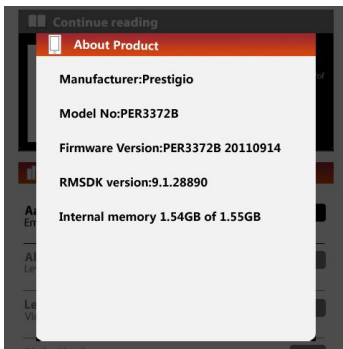 Continue reading
About Product
Manufacturer:Prestigio
Model No:PER3372B
Firmware Version:PER3372B 20110914
RMSDK version:9.1.28890
Internal memory 1.54GB of 1.55GB